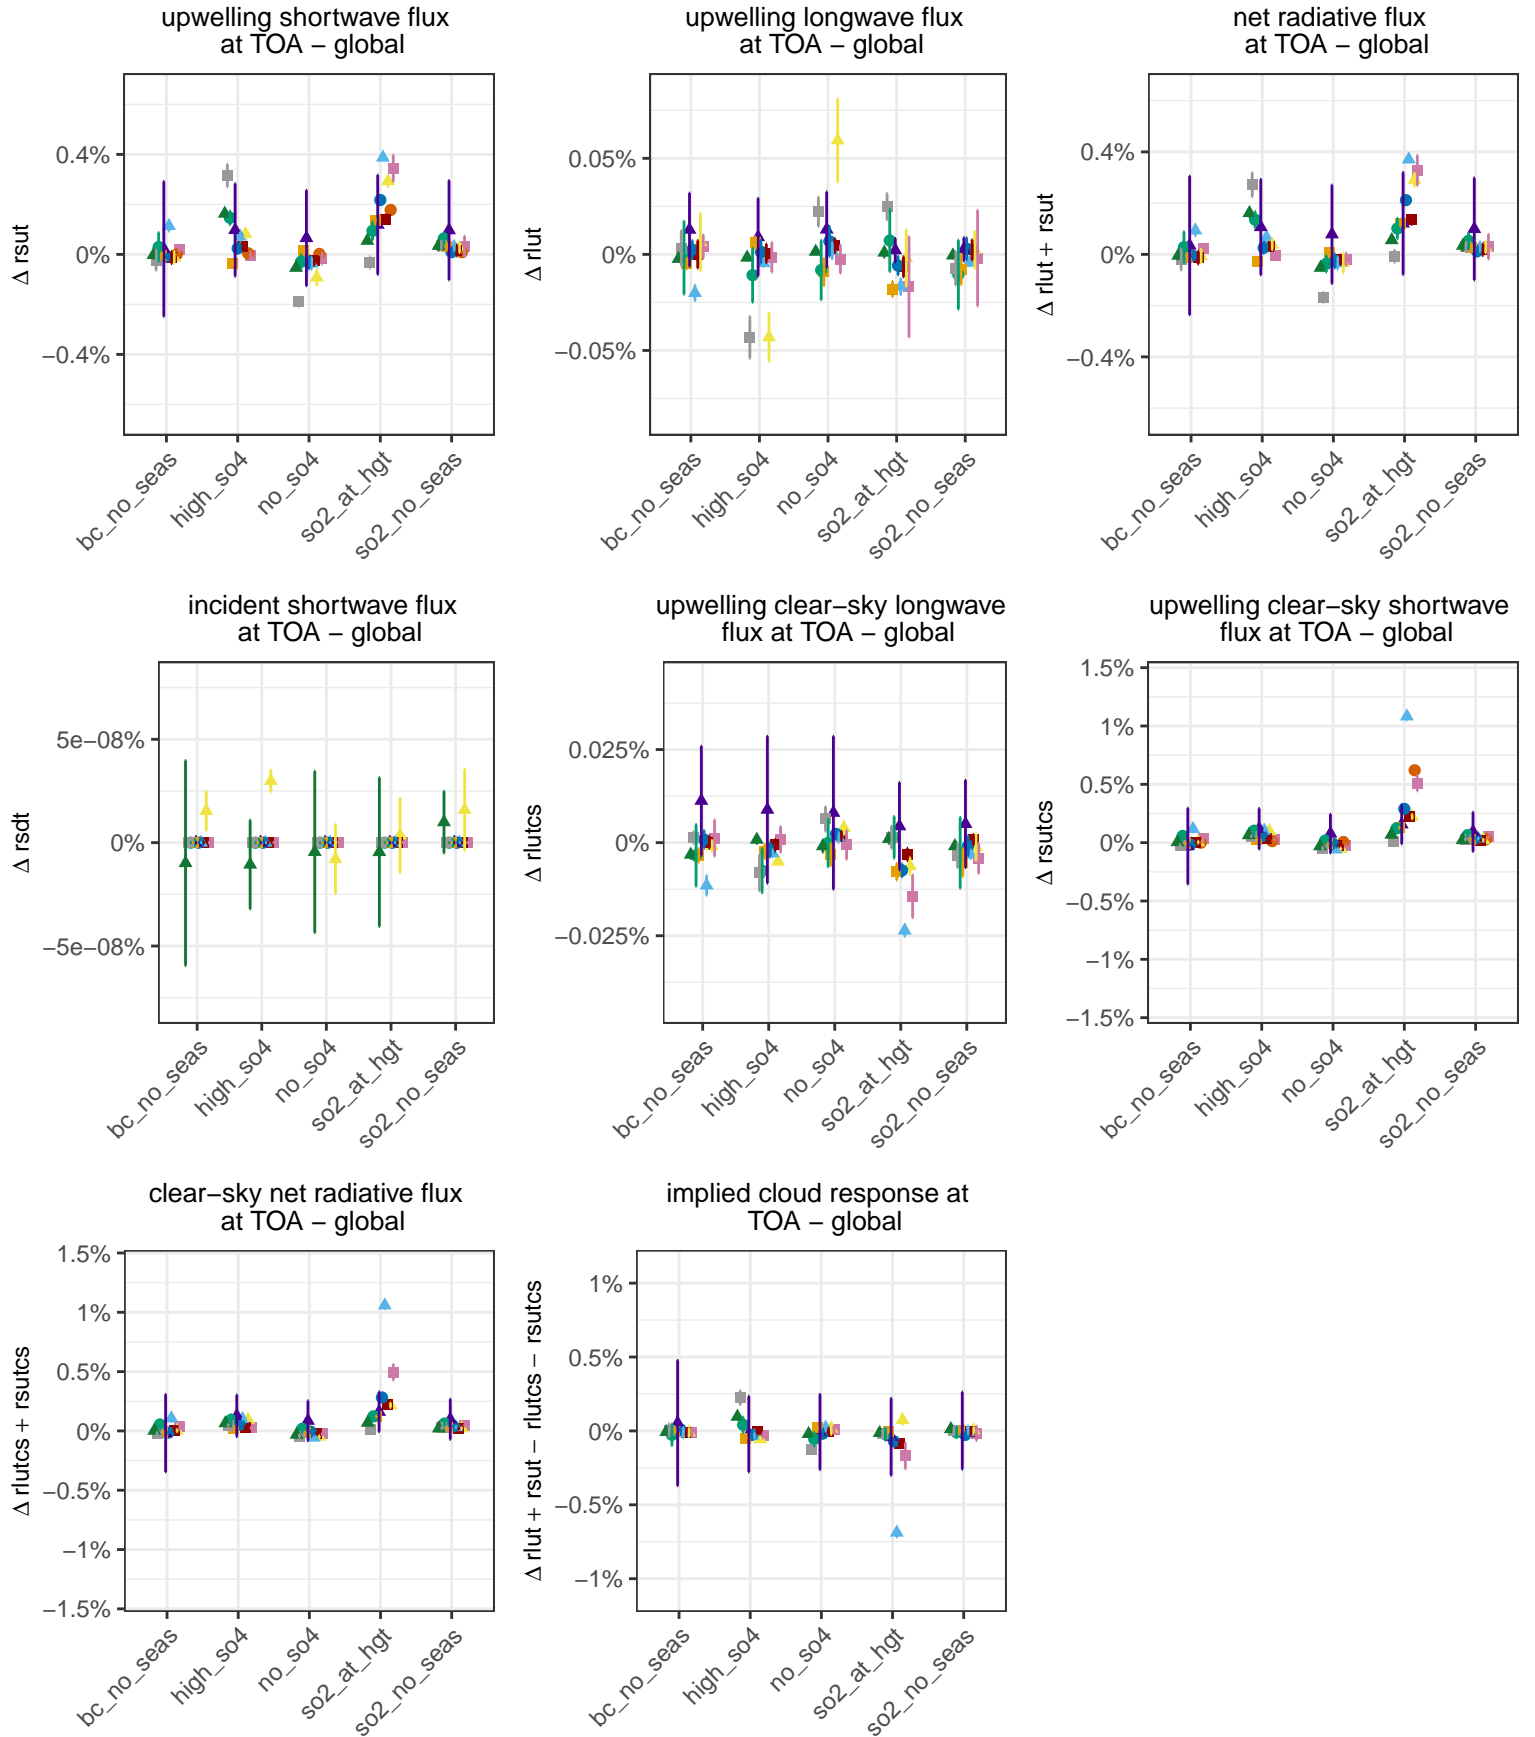 upwelling shortwave flux
at TOA − global
Δ rsut
0.4%
0%
−0.4%
bc_no_seas
high_so4
no_so4
so2_at_hgt
so2_no_seas
upwelling longwave flux
at TOA − global
Δ rlut
0.05%
0%
−0.05%
bc_no_seas
high_so4
no_so4
so2_at_hgt
so2_no_seas
net radiative flux
at TOA − global
Δ rlut + rsut
0.4%
0%
−0.4%
bc_no_seas
high_so4
no_so4
so2_at_hgt
so2_no_seas
incident shortwave flux
at TOA − global
Δ rsdt
5e−08%
0%
−5e−08%
bc_no_seas
high_so4
no_so4
so2_at_hgt
so2_no_seas
upwelling clear−sky longwave
flux at TOA − global
Δ rlutcs
0.025%
0%
−0.025%
bc_no_seas
high_so4
no_so4
so2_at_hgt
so2_no_seas
upwelling clear−sky shortwave
flux at TOA − global
Δ rsutcs
1.5%
1%
0.5%
0%
−0.5%
−1%
−1.5%
bc_no_seas
high_so4
no_so4
so2_at_hgt
so2_no_seas
clear−sky net radiative flux
at TOA − global
Δ rlutcs + rsutcs
1.5%
1%
0.5%
0%
−0.5%
−1%
−1.5%
bc_no_seas
high_so4
no_so4
so2_at_hgt
so2_no_seas
implied cloud response at
TOA − global
Δ rlut + rsut − rlutcs − rsutcs
1%
0.5%
0%
−0.5%
−1%
bc_no_seas
high_so4
no_so4
so2_at_hgt
so2_no_seas